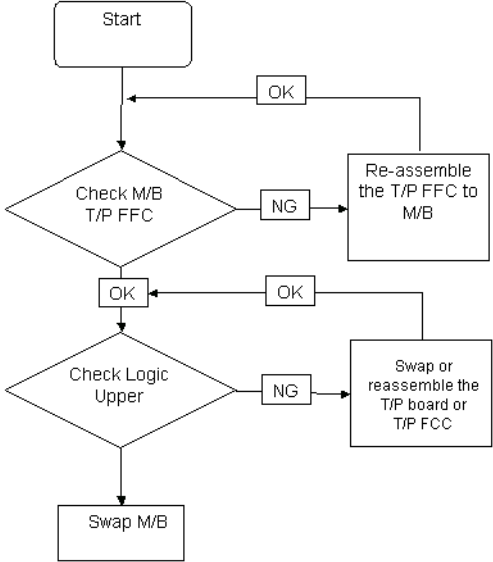 Start
OK
Check M/B
T/P FFC
NG
Re-assemble
the T/P FFC to
M/B
OK
OK
Check Logic
Upper
NG
Swap or
reassemble the
T/P board or
T/P FCC
Swap M/B